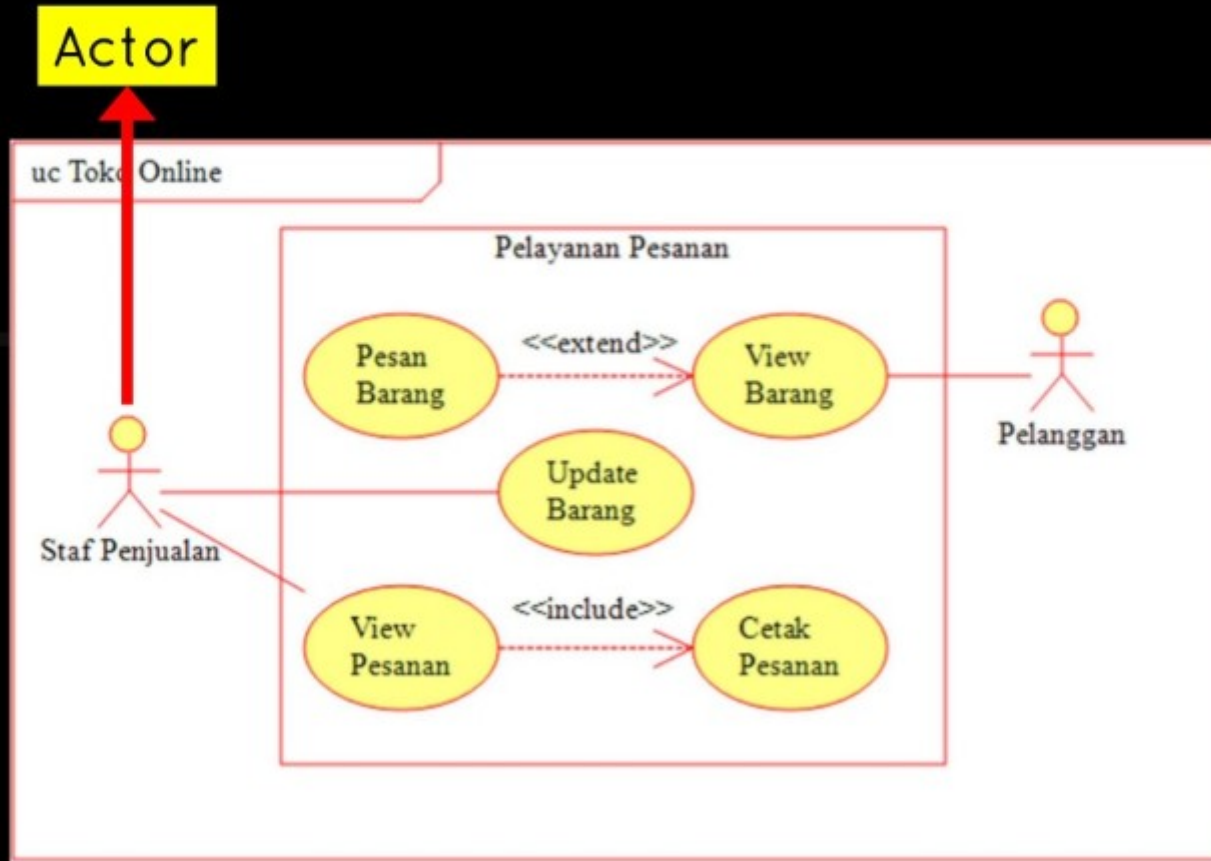 Actor
uc Toko Online
Pelayanan Pesanan
Pesan
Barang
<<extend>>
View
Barang
Pelanggan
Update
Barang
Staf Penjualan
View
Pesanan
<<include>>
Cetak
Pesanan